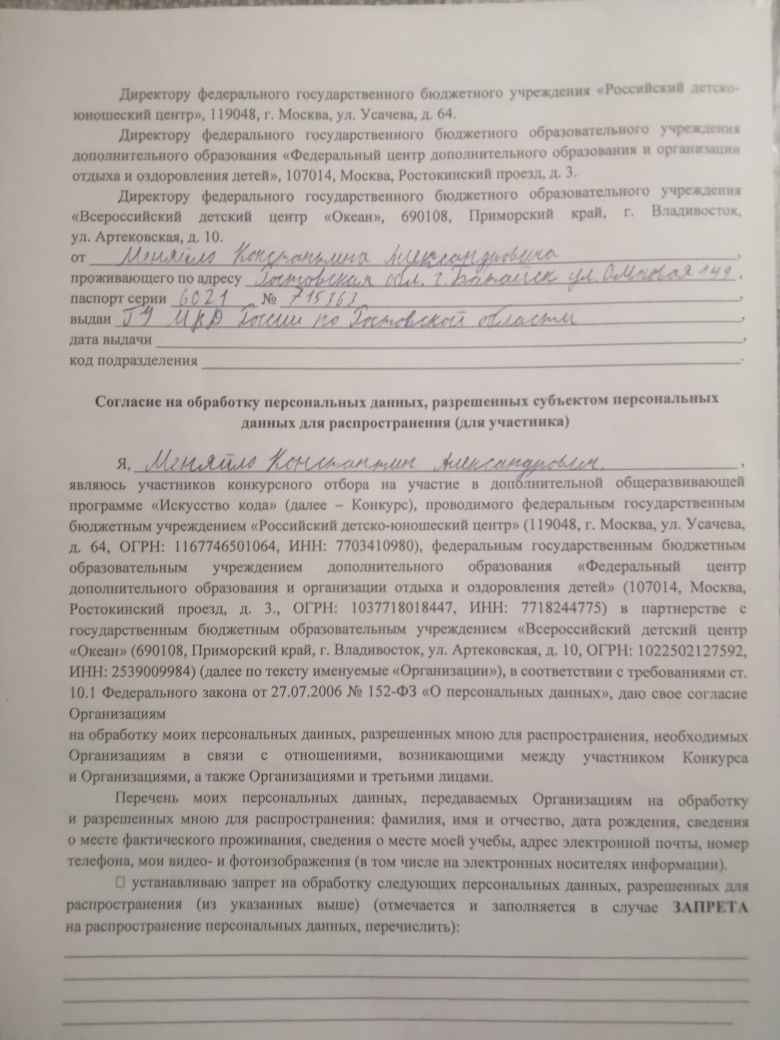 Директору федерального государственного бюджетного учреждения «Российский детско-
юношеский центр», 119048, г. Москва, ул. Усачева, д. 64.
Директору федерального государственного бюджетного образовательного учреждения
дополнительного образования «Федеральный центр дополнительного образования и организации
отдыха и оздоровления детей», 107014, Москва, Ростокинский проезд, д. 3.
Директору федерального государственного бюджетного образовательного учреждения
«Всероссийский детский центр «Океан», 690108, Приморский край, г. Владивосток,
ул. Артековская, д. 10.
от Меняйло Константина Александровича,
проживающего по адресу Ростовская обл. г. Батайск ул. 149,
паспорт серии 6021 № 715363,
выдан ГУ МВД России по Ростовской области,
дата выдачи,
код подразделения.
Согласие на обработку персональных данных, разрешенных субъектом персональных
данных для распространения (для участника)
Я, Меняйло Константин Александрович.,
являюсь участников конкурсного отбора на участие в дополнительной общеразвивающей
программе «Искусство кода» (далее – Конкурс), проводимого федеральным государственным
бюджетным учреждением «Российский детско-юношеский центр» (119048, г. Москва, ул. Усачева,
д. 64, ОГРН: 1167746501064, ИНН: 7703410980), федеральным государственным бюджетным
образовательным учреждением дополнительного образования «Федеральный центр
дополнительного образования и организации отдыха и оздоровления детей» (107014, Москва,
Ростокинский проезд, д. 3., ОГРН: 1037718018447, ИНН: 7718244775) в партнерстве с
государственным бюджетным образовательным учреждением «Всероссийский детский центр
«Океан» (690108, Приморский край, г. Владивосток, ул. Артековская, д. 10, ОГРН: 1022502127592,
ИНН: 2539009984) (далее по тексту именуемые «Организации»), в соответствии с требованиями ст.
10.1 Федерального закона от 27.07.2006 № 152-ФЗ «О персональных данных», даю свое согласие
Организациям
на обработку моих персональных данных, разрешенных мною для распространения, необходимых
Организациям в связи с отношениями, возникающими между участником Конкурса
и Организациями, а также Организациями и третьими лицами.
Перечень моих персональных данных, передаваемых Организациям на обработку
и разрешенных мною для распространения: фамилия, имя и отчество, дата рождения, сведения
о месте фактического проживания, сведения о месте моей учебы, адрес электронной почты, номер
телефона, мои видео- и фотоизображения (в том числе на электронных носителях информации).
□ устанавливаю запрет на обработку следующих персональных данных, разрешенных для
распространения (из указанных выше) (отмечается и заполняется в случае ЗАПРЕТА
на распространение персональных данных, перечислить):